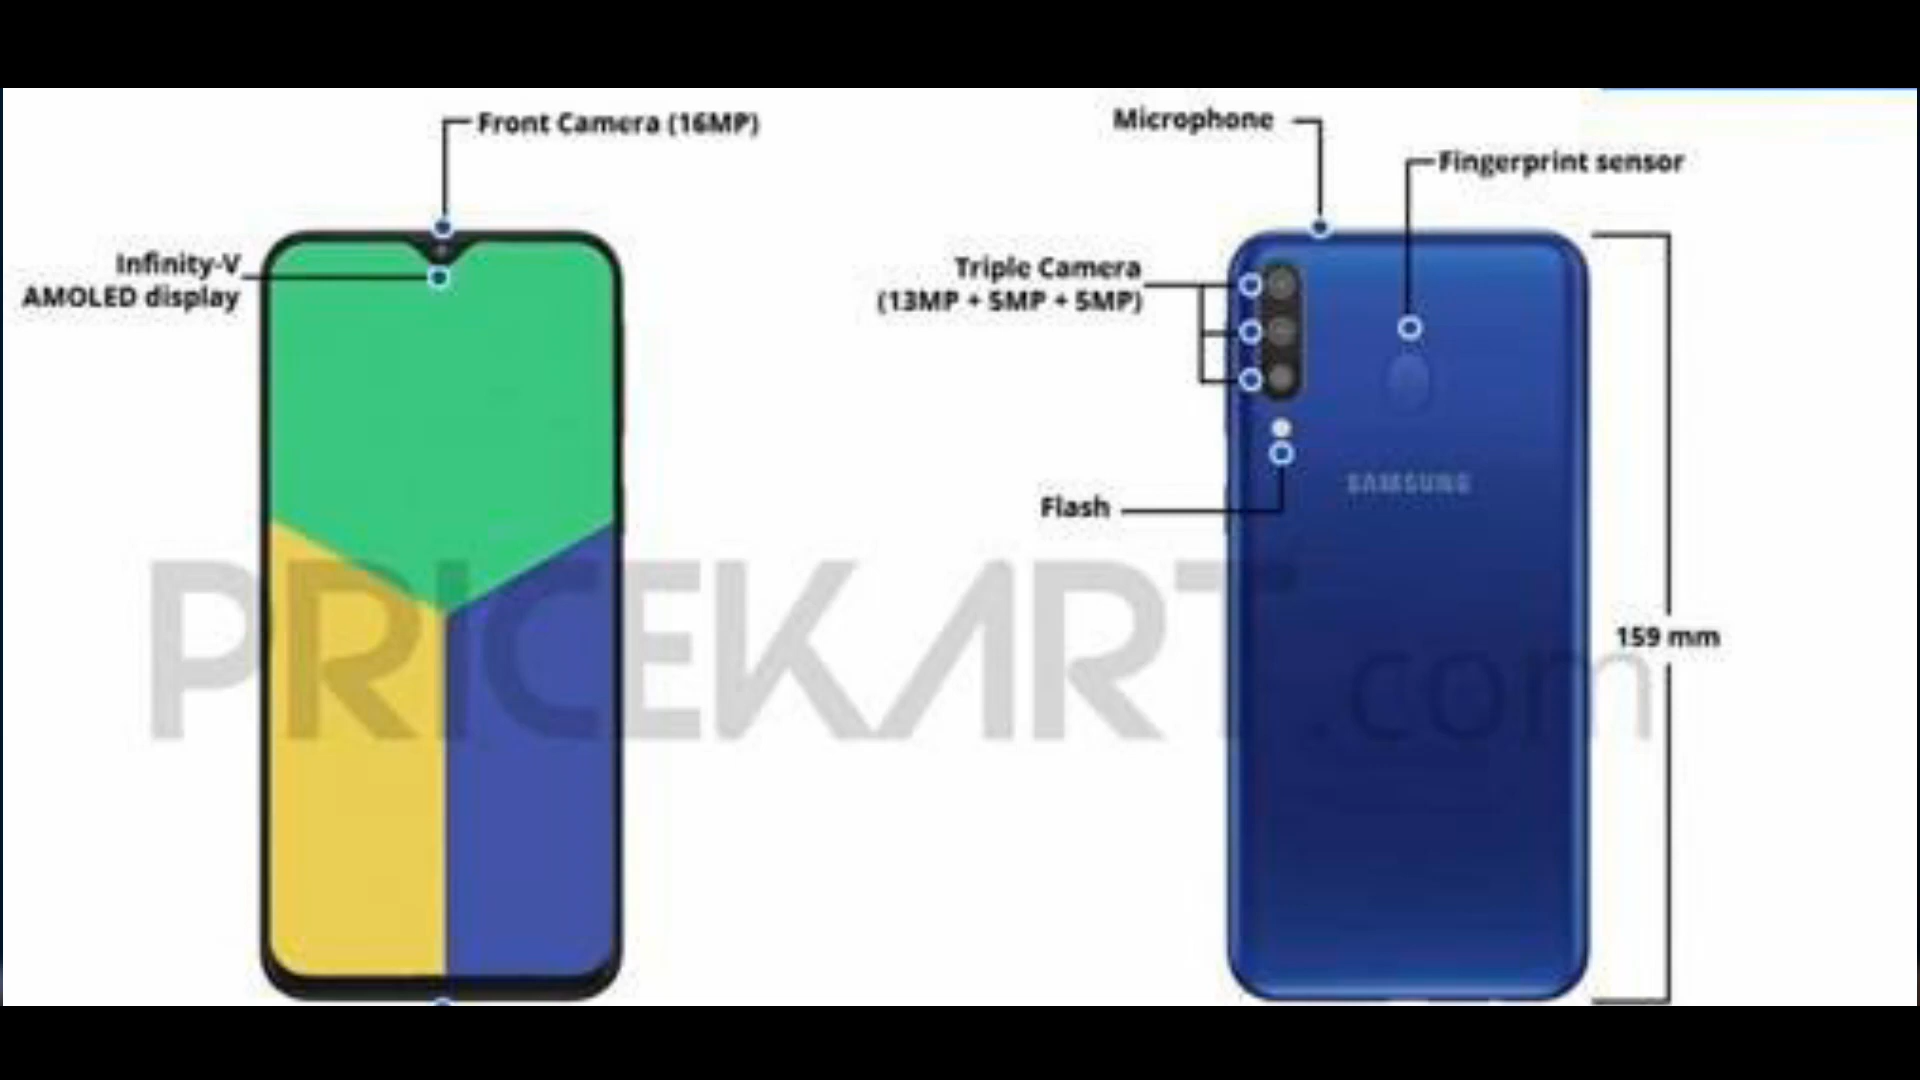 Front Camera (16MP)
Infinity-V
AMOLED display
Microphone
Fingerprint sensor
Triple Camera
(13MP + 5MP + 5MP)
Flash
SAMSUNG
159 mm
PRICEKART.com